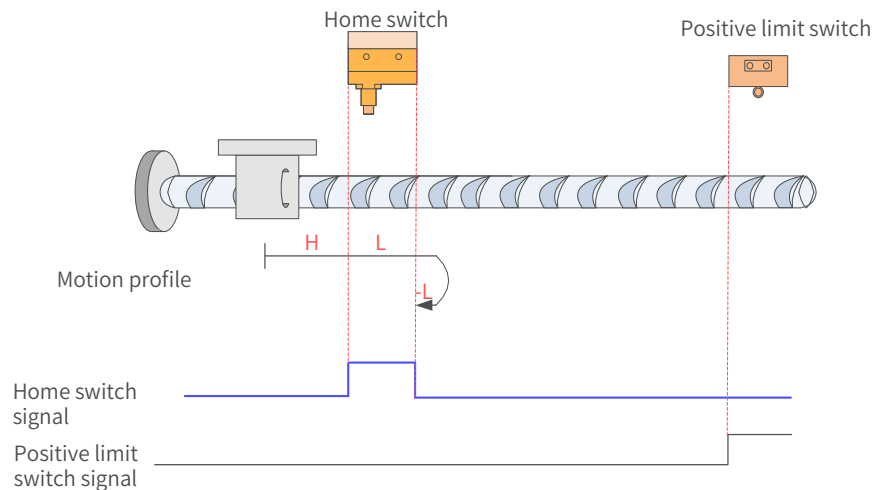 Home switch
Positive limit switch
H
L
Motion profile
-L
Home switch
signal
Positive limit
switch signal